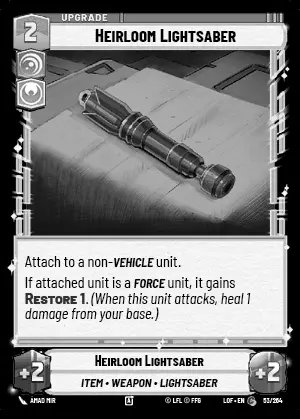 UPGRADE
2
HEIRLOOM LIGHTSABER
Attach to a non-VEHICLE unit.
If attached unit is a FORCE unit, it gains
RESTORE 1. (When this unit attacks, heal 1
damage from your base.)
HEIRLOOM LIGHTSABER
+2
+2
ITEM • WEAPON • LIGHTSABER
AMAD MIR
A
© LFL © FFG
LOF • EN
53/264